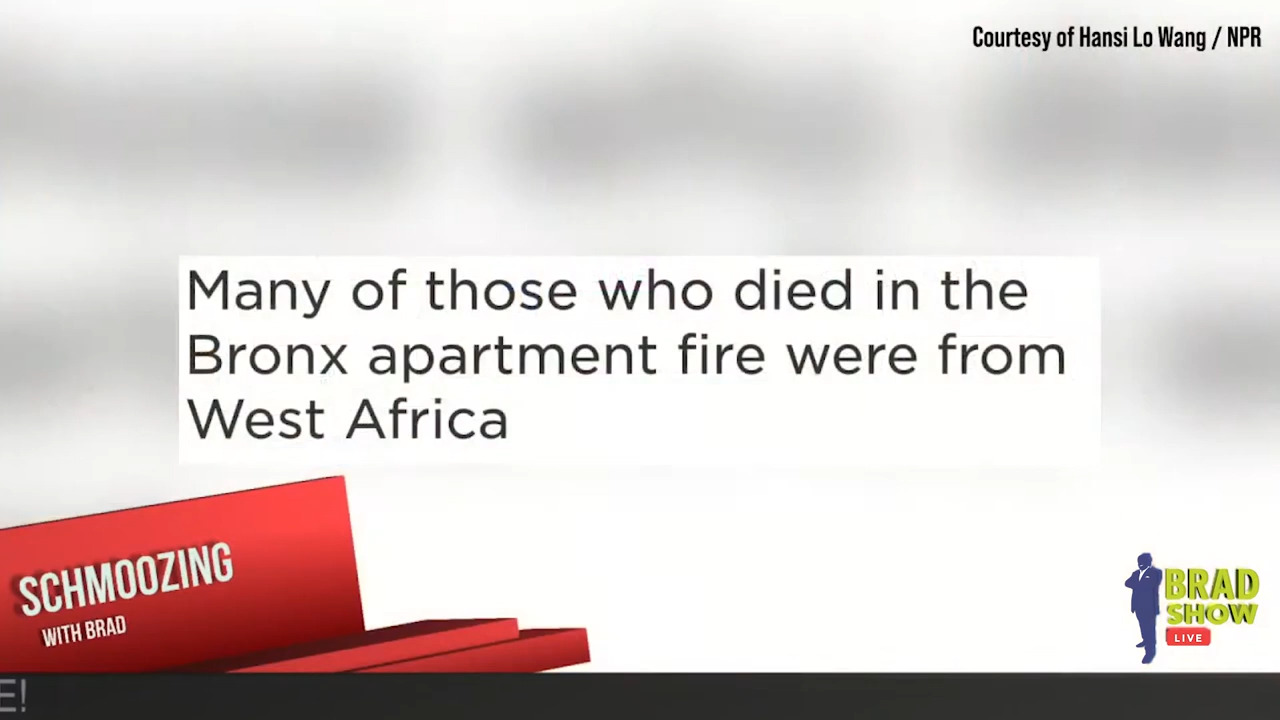 Courtesy of Hansi Lo Wang / NPR
Many of those who died in the
Bronx apartment fire were from
West Africa
SCHMOOZING
WITH BRAD
BRAD
SHOW
LIVE
E!